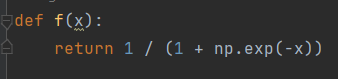 def f(x):
    return 1 / (1 + np.exp(-x))